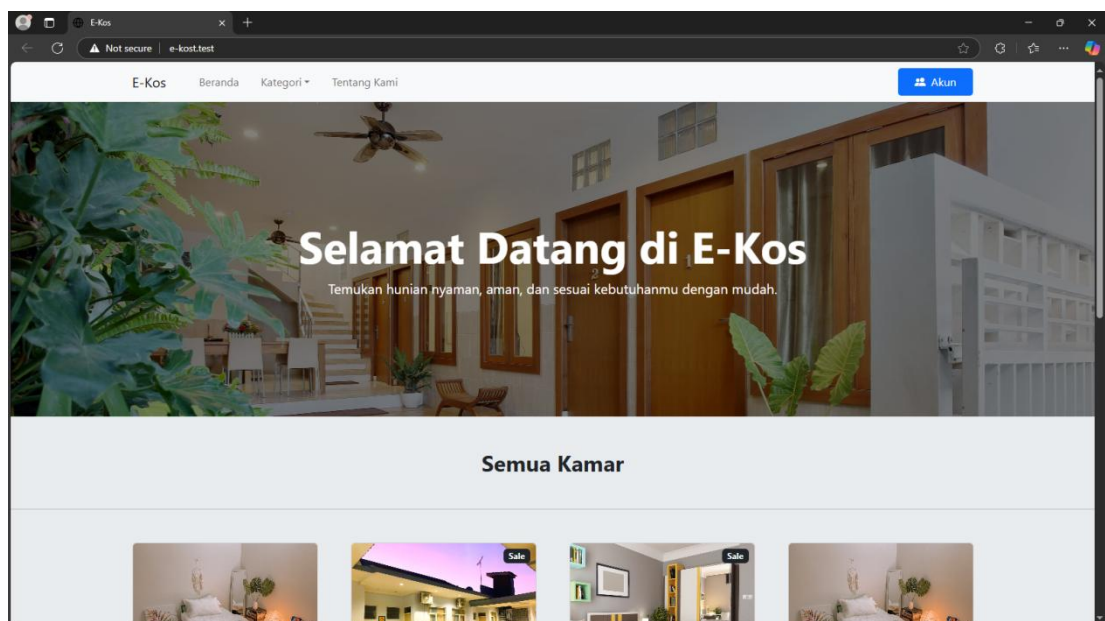 E-Kos
Not secure | e-kost.test
E-Kos Beranda Kategori Tentang Kami Akun
Selamat Datang di E-Kos
Temukan hunian nyaman, aman, dan sesuai kebutuhanmu dengan mudah.
Semua Kamar
Sale
Sale